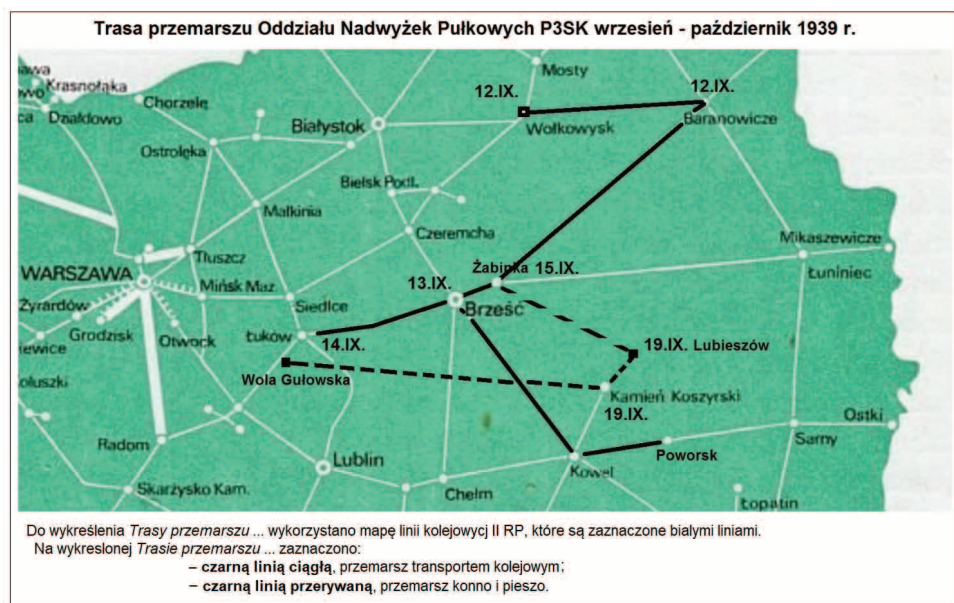 Trasa przemarszu Oddziału Nadwyżek Pułkowych P3SK wrzesień - październik 1939 r.
Mosty
Krasnołąka
Chorzele
12.IX.
12.IX.
Działdowo
Białystok
Wołkowysk
Baranowicze
Ostrołęka
Bielsk Podl.
Małkinia
Czeremcha
Mikaszewicze
Tłuszcz
WARSZAWA
Mińsk Maz.
13.IX.
Żabinka
15.IX.
Łuniniec
Siedlce
Brześć
Żyrardów
Grodzisk
Otwock
Łuków
14.IX.
19.IX. Lubieszów
Wola Gułowska
Kamień Koszyrski
19.IX.
Ostki
Radom
Lublin
Sarny
Poworsk
Kowel
Skarżysko Kam.
Chełm
Łopatin
Do wykreślenia Trasy przemarszu ... wykorzystano mapę linii kolejowycj II RP, które są zaznaczone bialymi liniami.
Na wykreslonej Trasie przemarszu ... zaznaczono:
– czarną linią ciągłą, przemarsz transportem kolejowym;
– czarną linią przerywaną, przemarsz konno i pieszo.